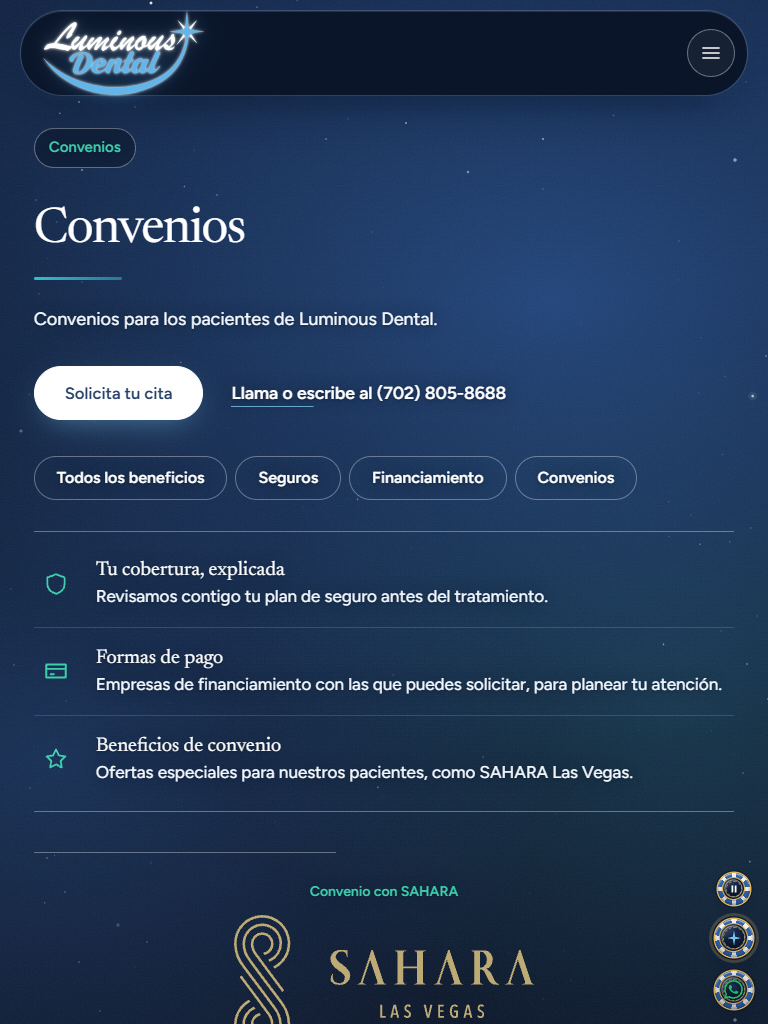 Luminous
Dental
Convenios
Convenios
Convenios para los pacientes de Luminous Dental.
Solicita tu cita
Llama o escribe al (702) 805-8688
Todos los beneficios
Seguros
Financiamiento
Convenios
Tu cobertura, explicada
Revisamos contigo tu plan de seguro antes del tratamiento.
Formas de pago
Empresas de financiamiento con las que puedes solicitar, para planear tu atención.
Beneficios de convenio
Ofertas especiales para nuestros pacientes, como SAHARA Las Vegas.
Convenio con SAHARA
SAHARA
LAS VEGAS